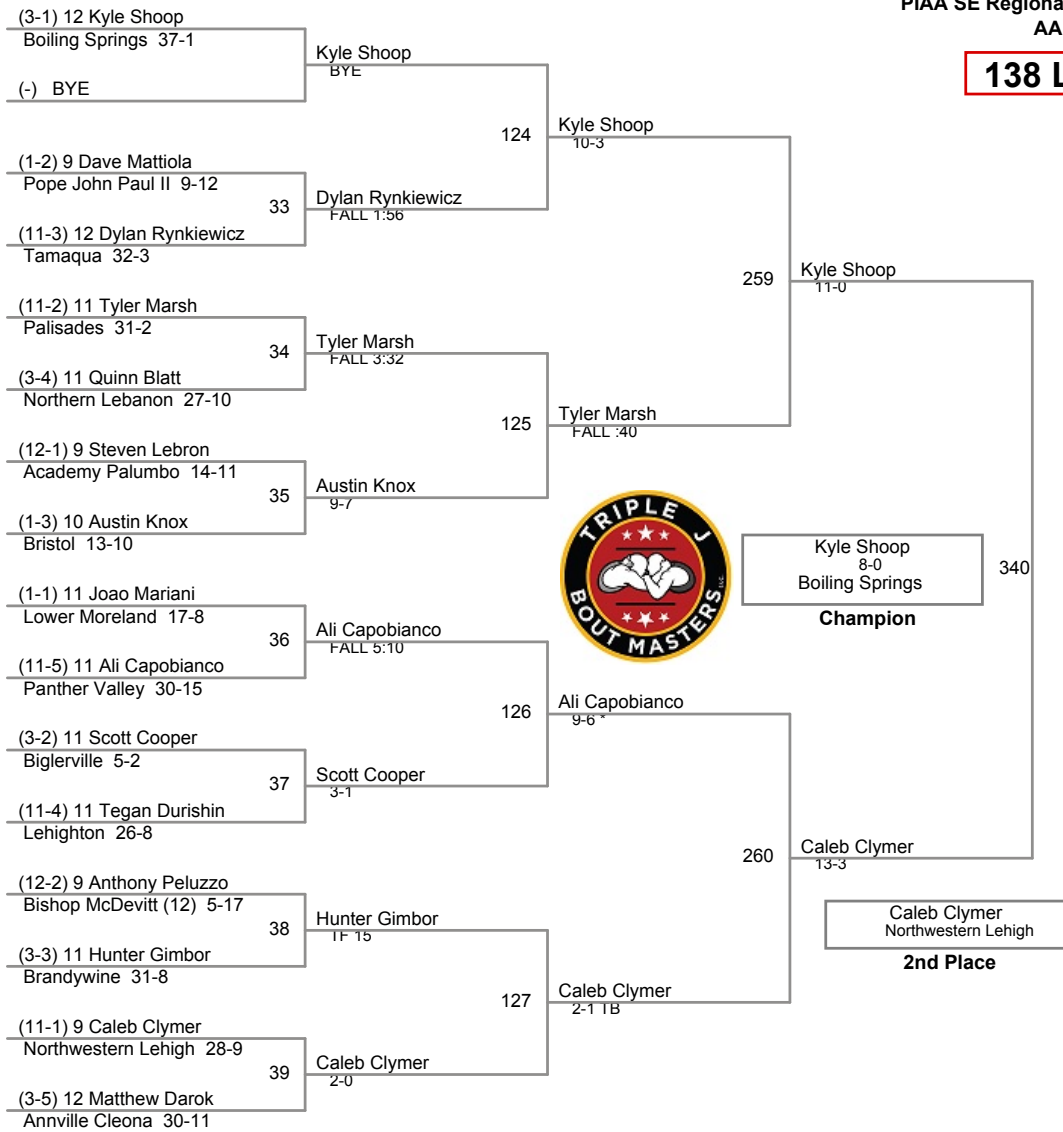 PIAA SE Regional
AA
138 L
(3-1) 12 Kyle Shoop
Boiling Springs 37-1
(-) BYE
(1-2) 9 Dave Mattiola
Pope John Paul II 9-12
(11-3) 12 Dylan Rynkiewicz
Tamaqua 32-3
(11-2) 11 Tyler Marsh
Palisades 31-2
(3-4) 11 Quinn Blatt
Northern Lebanon 27-10
(12-1) 9 Steven Lebron
Academy Palumbo 14-11
(1-3) 10 Austin Knox
Bristol 13-10
(1-1) 11 Joao Mariani
Lower Moreland 17-8
(11-5) 11 Ali Capobianco
Panther Valley 30-15
(3-2) 11 Scott Cooper
Biglerville 5-2
(11-4) 11 Tegan Durishin
Lehighton 26-8
(12-2) 9 Anthony Peluzzo
Bishop McDevitt (12) 5-17
(3-3) 11 Hunter Gimbor
Brandywine 31-8
(11-1) 9 Caleb Clymer
Northwestern Lehigh 28-9
(3-5) 12 Matthew Darok
Annville Cleona 30-11
33
34
35
36
37
38
39
Kyle Shoop
BYE
Dylan Rynkiewicz
FALL 1:56
Tyler Marsh
FALL 3:32
Austin Knox
9-7
Ali Capobianco
FALL 5:10
Scott Cooper
3-1
Hunter Gimbor
TF 15
Caleb Clymer
2-0
124
125
126
127
Kyle Shoop
10-3
Tyler Marsh
FALL :40
Ali Capobianco
9-6 *
Caleb Clymer
2-1 TB
259
260
Kyle Shoop
11-0
Caleb Clymer
13-3
340
TRIPLE J
BOUT MASTERS LLC.
Kyle Shoop
8-0
Boiling Springs
Champion
Caleb Clymer
Northwestern Lehigh
2nd Place